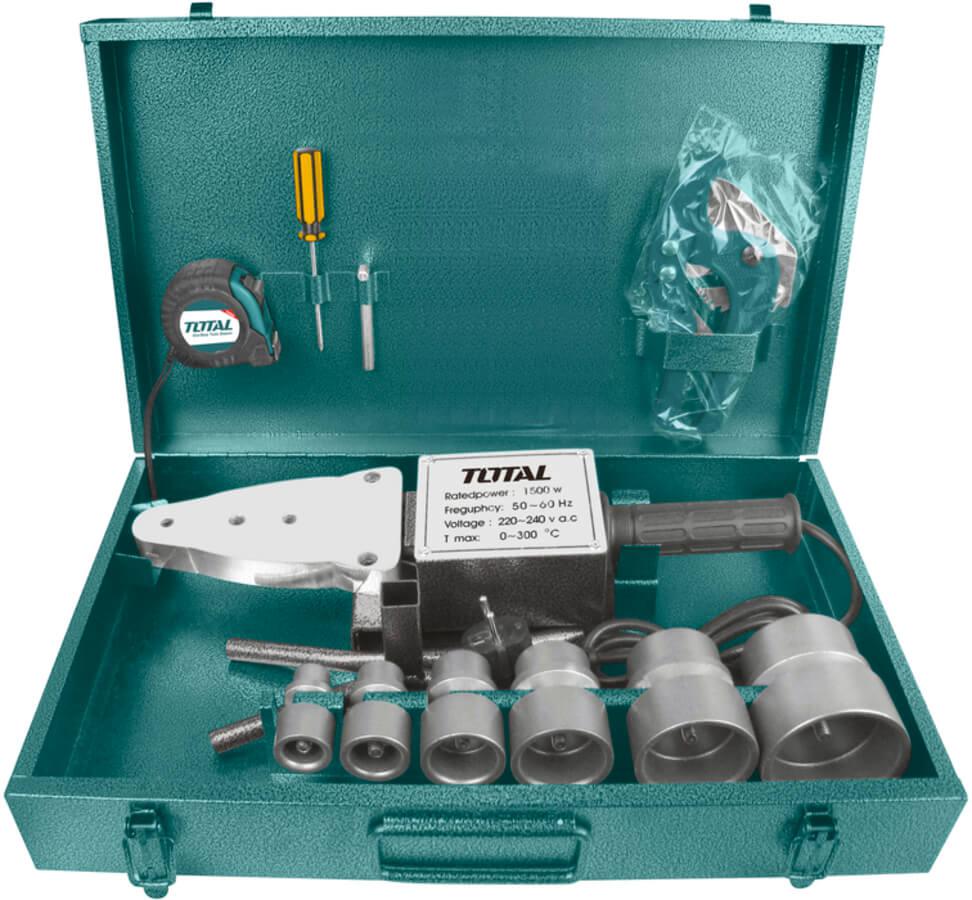 TOTAL
TOTAL
Ratedpower : 1500 w
Freguphcy: 50~60 Hz
Voltage : 220~240 v a.c
T max: 0~300 °C